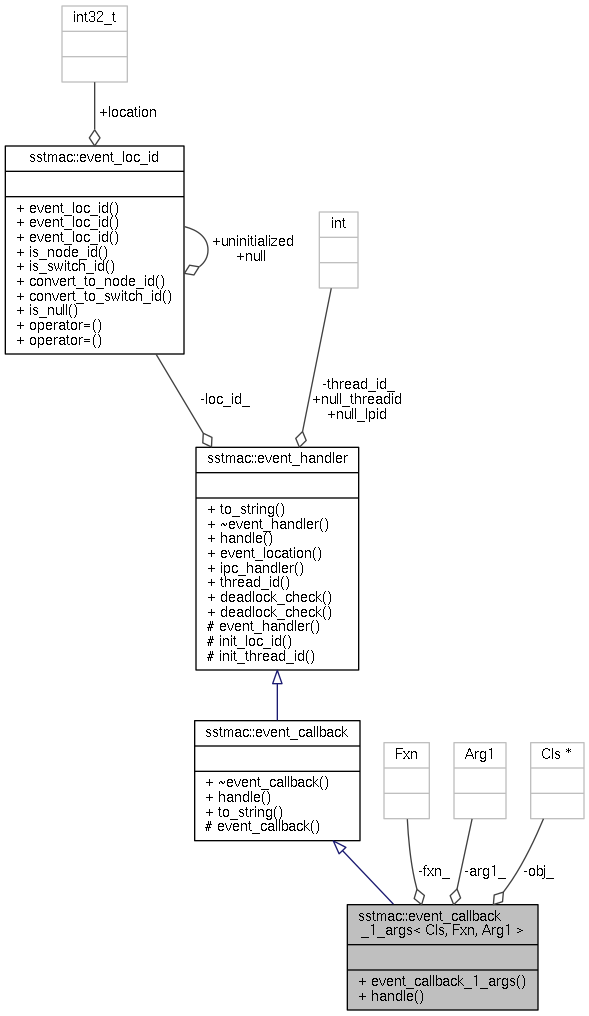 int32_t
+location
sstmac::event_loc_id
+ event_loc_id()
+ event_loc_id()
+ event_loc_id()
+ is_node_id()
+ is_switch_id()
+ convert_to_node_id()
+ convert_to_switch_id()
+ is_null()
+ operator=()
+ operator=()
+uninitialized
+null
int
-loc_id_
-thread_id_
+null_threadid
+null_lpid
sstmac::event_handler
+ to_string()
+ ~event_handler()
+ handle()
+ event_location()
+ ipc_handler()
+ thread_id()
+ deadlock_check()
+ deadlock_check()
# event_handler()
# init_loc_id()
# init_thread_id()
sstmac::event_callback
+ ~event_callback()
+ handle()
+ to_string()
# event_callback()
Fxn
Arg1
Cls *
-fxn_
-arg1_
-obj_
sstmac::event_callback
_1_args< Cls, Fxn, Arg1 >
+ event_callback_1_args()
+ handle()